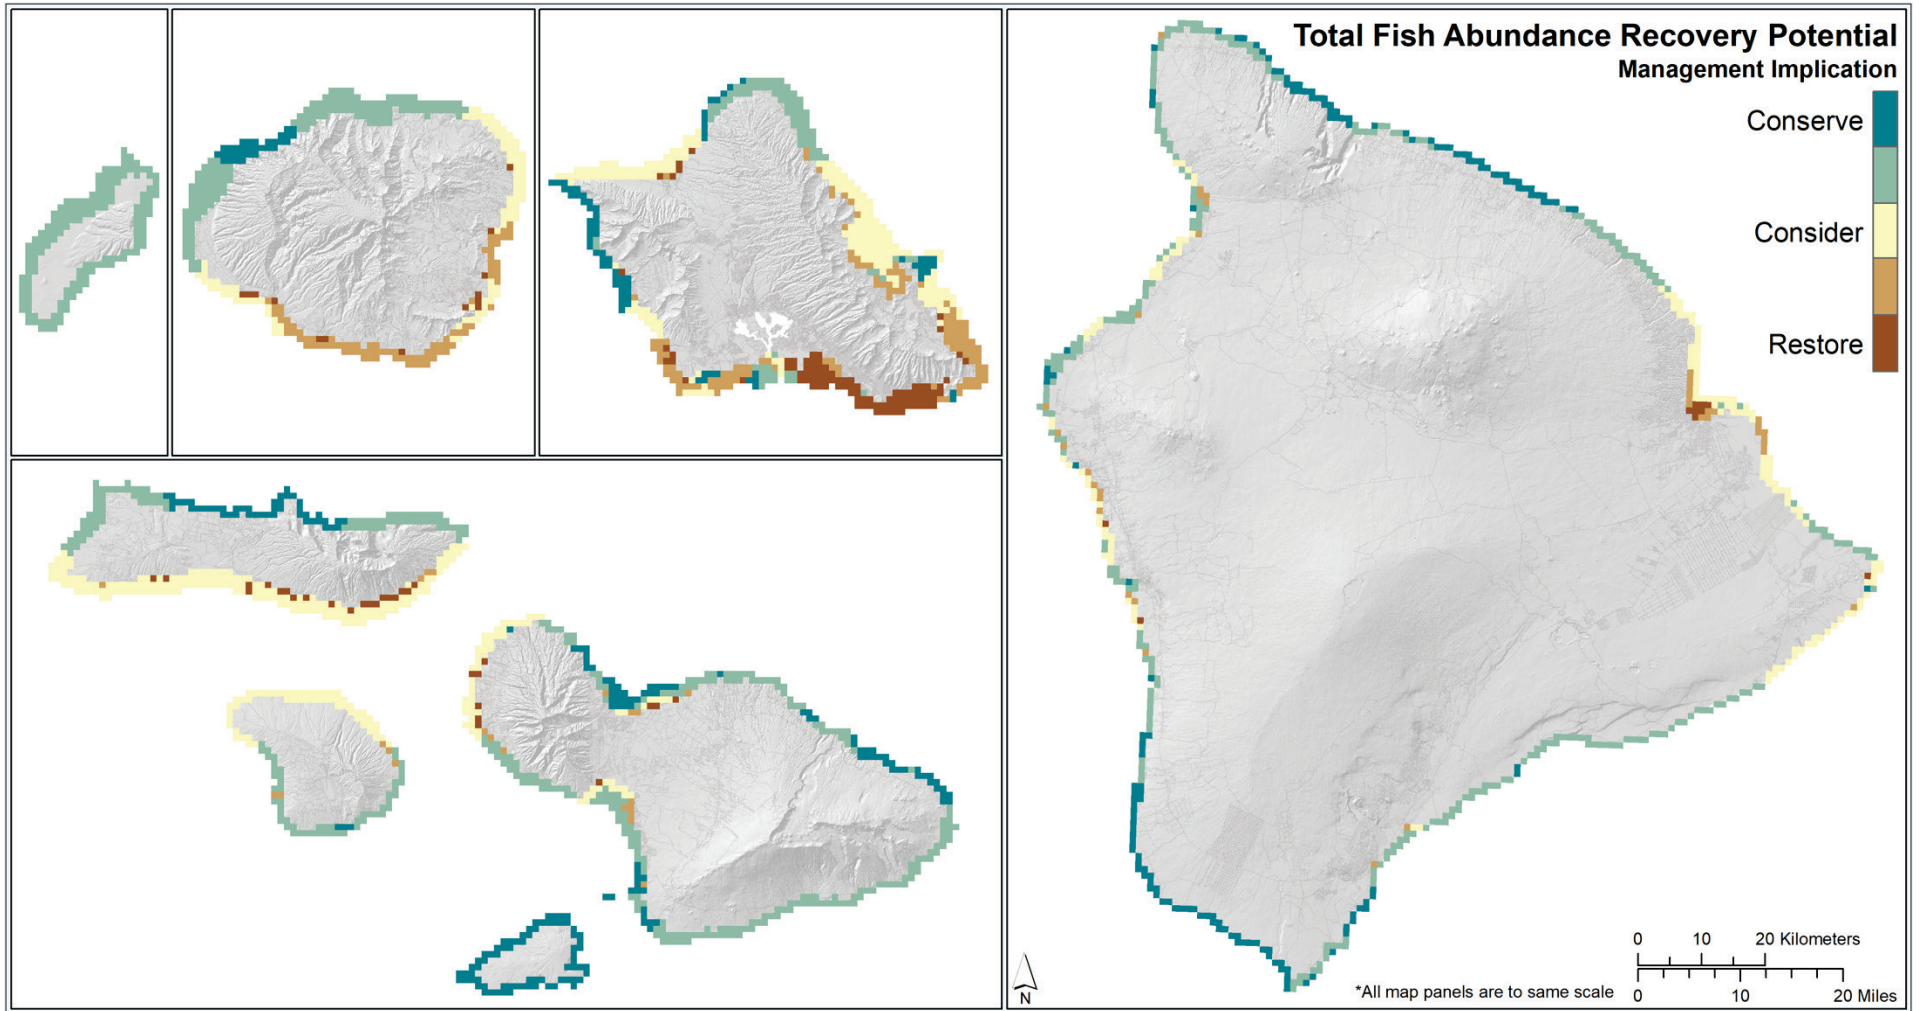 Total Fish Abundance Recovery Potential
Management Implication
Conserve
Consider
Restore
N
*All map panels are to same scale
0 10 20 Kilometers
0 10 20 Miles